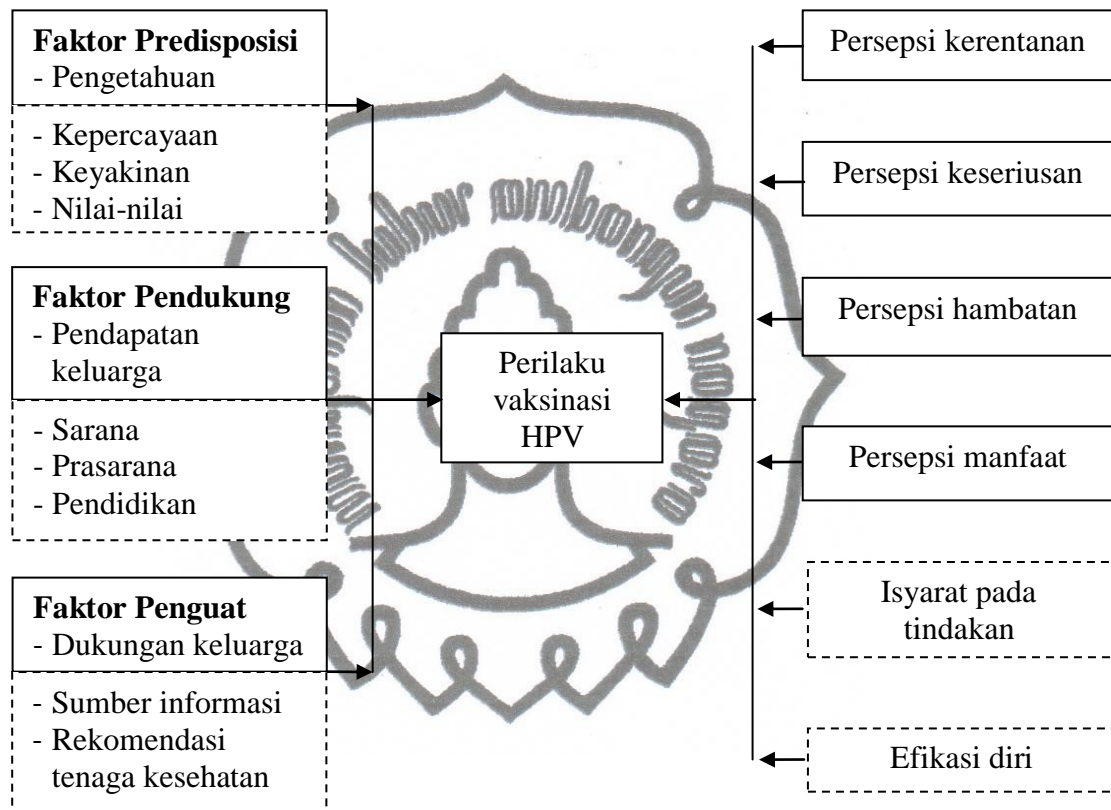 Faktor Predisposisi
- Pengetahuan
- Kepercayaan
- Keyakinan
- Nilai-nilai
Faktor Pendukung
- Pendapatan
keluarga
- Sarana
- Prasarana
- Pendidikan
Faktor Penguat
- Dukungan keluarga
- Sumber informasi
- Rekomendasi
tenaga kesehatan
Perilaku
vaksinasi
HPV
Persepsi kerentanan
Persepsi keseriusan
Persepsi hambatan
Persepsi manfaat
Isyarat pada
tindakan
Efikasi diri